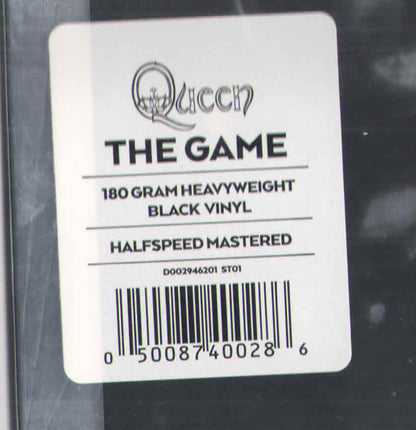 Queen
THE GAME
180 GRAM HEAVYWEIGHT
BLACK VINYL
HALFSPEED MASTERED
D002946201 ST01
0 50087 40028 6